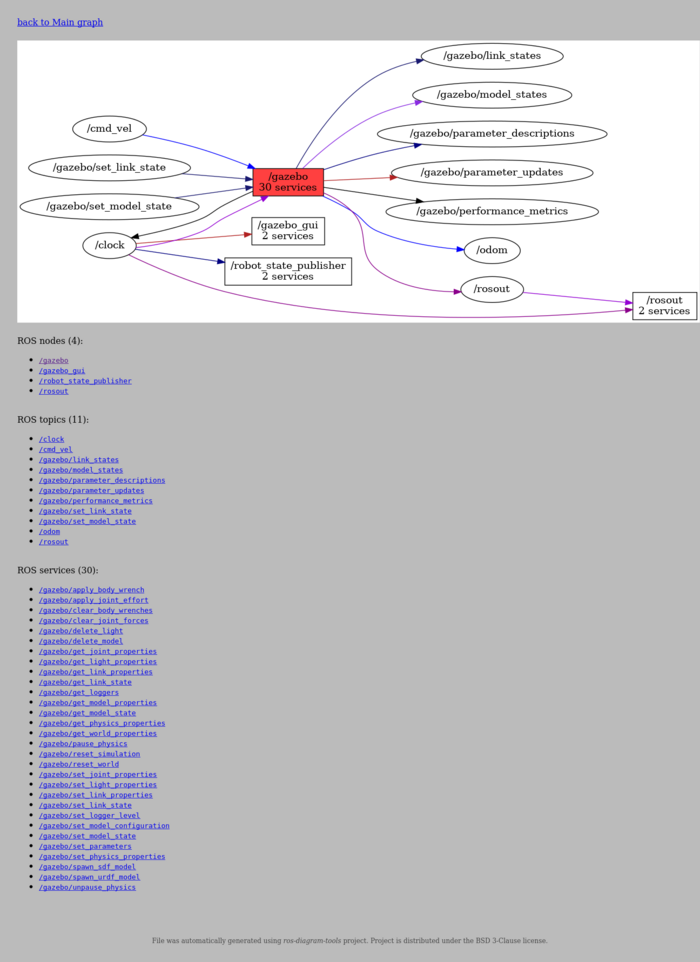 back to Main graph
/gazebo/link_states
/gazebo/model_states
/cmd_vel
/gazebo/parameter_descriptions
/gazebo/set_link_state
/gazebo/parameter_updates
/gazebo
30 services
/gazebo/set_model_state
/gazebo/performance_metrics
/gazebo_gui
2 services
/clock
/odom
/robot_state_publisher
2 services
/rosout
/rosout
2 services
ROS nodes (4):
/gazebo
/gazebo_gui
/robot_state_publisher
/rosout
ROS topics (11):
/clock
/cmd_vel
/gazebo/link_states
/gazebo/model_states
/gazebo/parameter_descriptions
/gazebo/parameter_updates
/gazebo/performance_metrics
/gazebo/set_link_state
/gazebo/set_model_state
/odom
/rosout
ROS services (30):
/gazebo/apply_body_wrench
/gazebo/apply_joint_effort
/gazebo/clear_body_wrenches
/gazebo/clear_joint_forces
/gazebo/delete_light
/gazebo/delete_model
/gazebo/get_joint_properties
/gazebo/get_light_properties
/gazebo/get_link_properties
/gazebo/get_link_state
/gazebo/get_loggers
/gazebo/get_model_properties
/gazebo/get_model_state
/gazebo/get_physics_properties
/gazebo/get_world_properties
/gazebo/pause_physics
/gazebo/reset_simulation
/gazebo/reset_world
/gazebo/set_joint_properties
/gazebo/set_light_properties
/gazebo/set_link_properties
/gazebo/set_link_state
/gazebo/set_logger_level
/gazebo/set_model_configuration
/gazebo/set_model_state
/gazebo/set_parameters
/gazebo/set_physics_properties
/gazebo/spawn_sdf_model
/gazebo/spawn_urdf_model
/gazebo/unpause_physics
File was automatically generated using ros-diagram-tools project. Project is distributed under the BSD 3-Clause license.